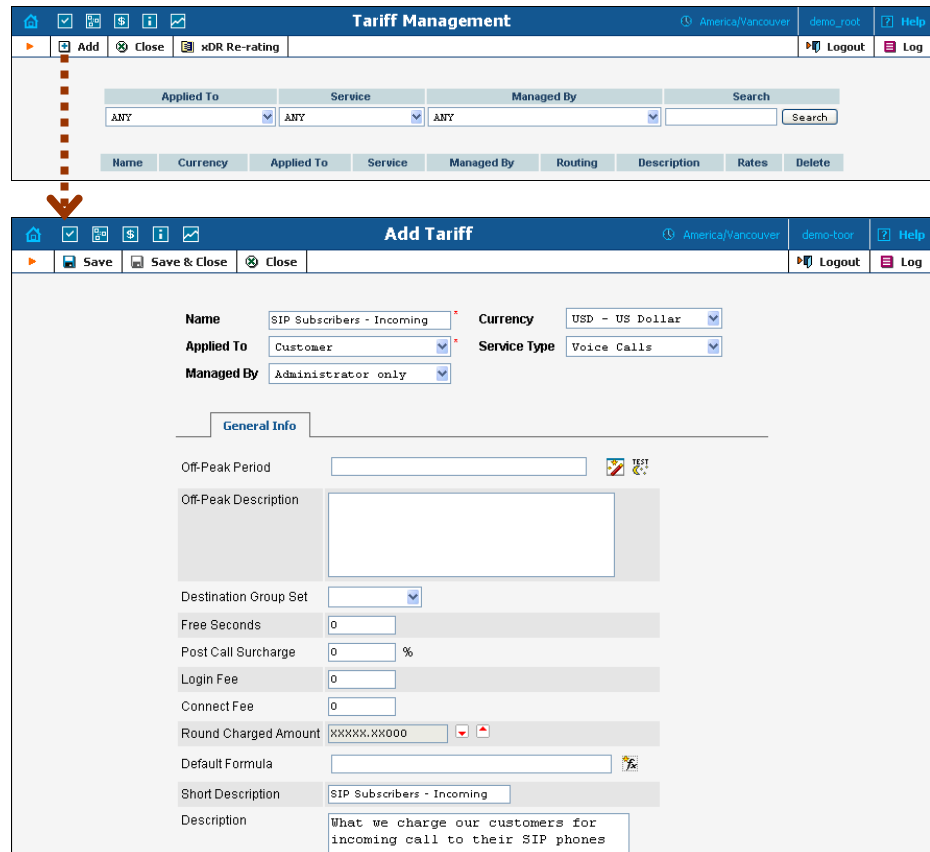 Tariff Management America/Vancouver demo_root ? Help
Add Close xDR Re-rating Logout Log
Applied To Service Managed By Search
ANY ANY ANY Search
Name Currency Applied To Service Managed By Routing Description Rates Delete
Add Tariff America/Vancouver demo-toor ? Help
Save Save & Close Close Logout Log
Name SIP Subscribers - Incoming * Currency USD - US Dollar
Applied To Customer * Service Type Voice Calls
Managed By Administrator only
General Info
Off-Peak Period TEST
Off-Peak Description
Destination Group Set
Free Seconds 0
Post Call Surcharge 0 %
Login Fee 0
Connect Fee 0
Round Charged Amount XXXXX.XX000
Default Formula fx
Short Description SIP Subscribers - Incoming
Description What we charge our customers for
incoming call to their SIP phones